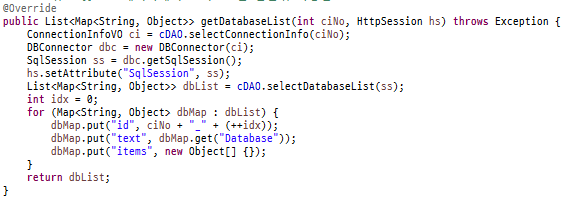 @Override
public List<Map<String, Object>> getDatabaseList(int ciNo, HttpSession hs) throws Exception {
    ConnectionInfoVO ci = cDAO.selectConnectionInfo(ciNo);
    DBConnector dbc = new DBConnector(ci);
    SqlSession ss = dbc.getSqlSession();
    hs.setAttribute("SqlSession", ss);
    List<Map<String, Object>> dbList = cDAO.selectDatabaseList(ss);
    int idx = 0;
    for (Map<String, Object> dbMap : dbList) {
        dbMap.put("id", ciNo + "_" + (++idx));
        dbMap.put("text", dbMap.get("Database"));
        dbMap.put("items", new Object[] {});
    }
    return dbList;
}